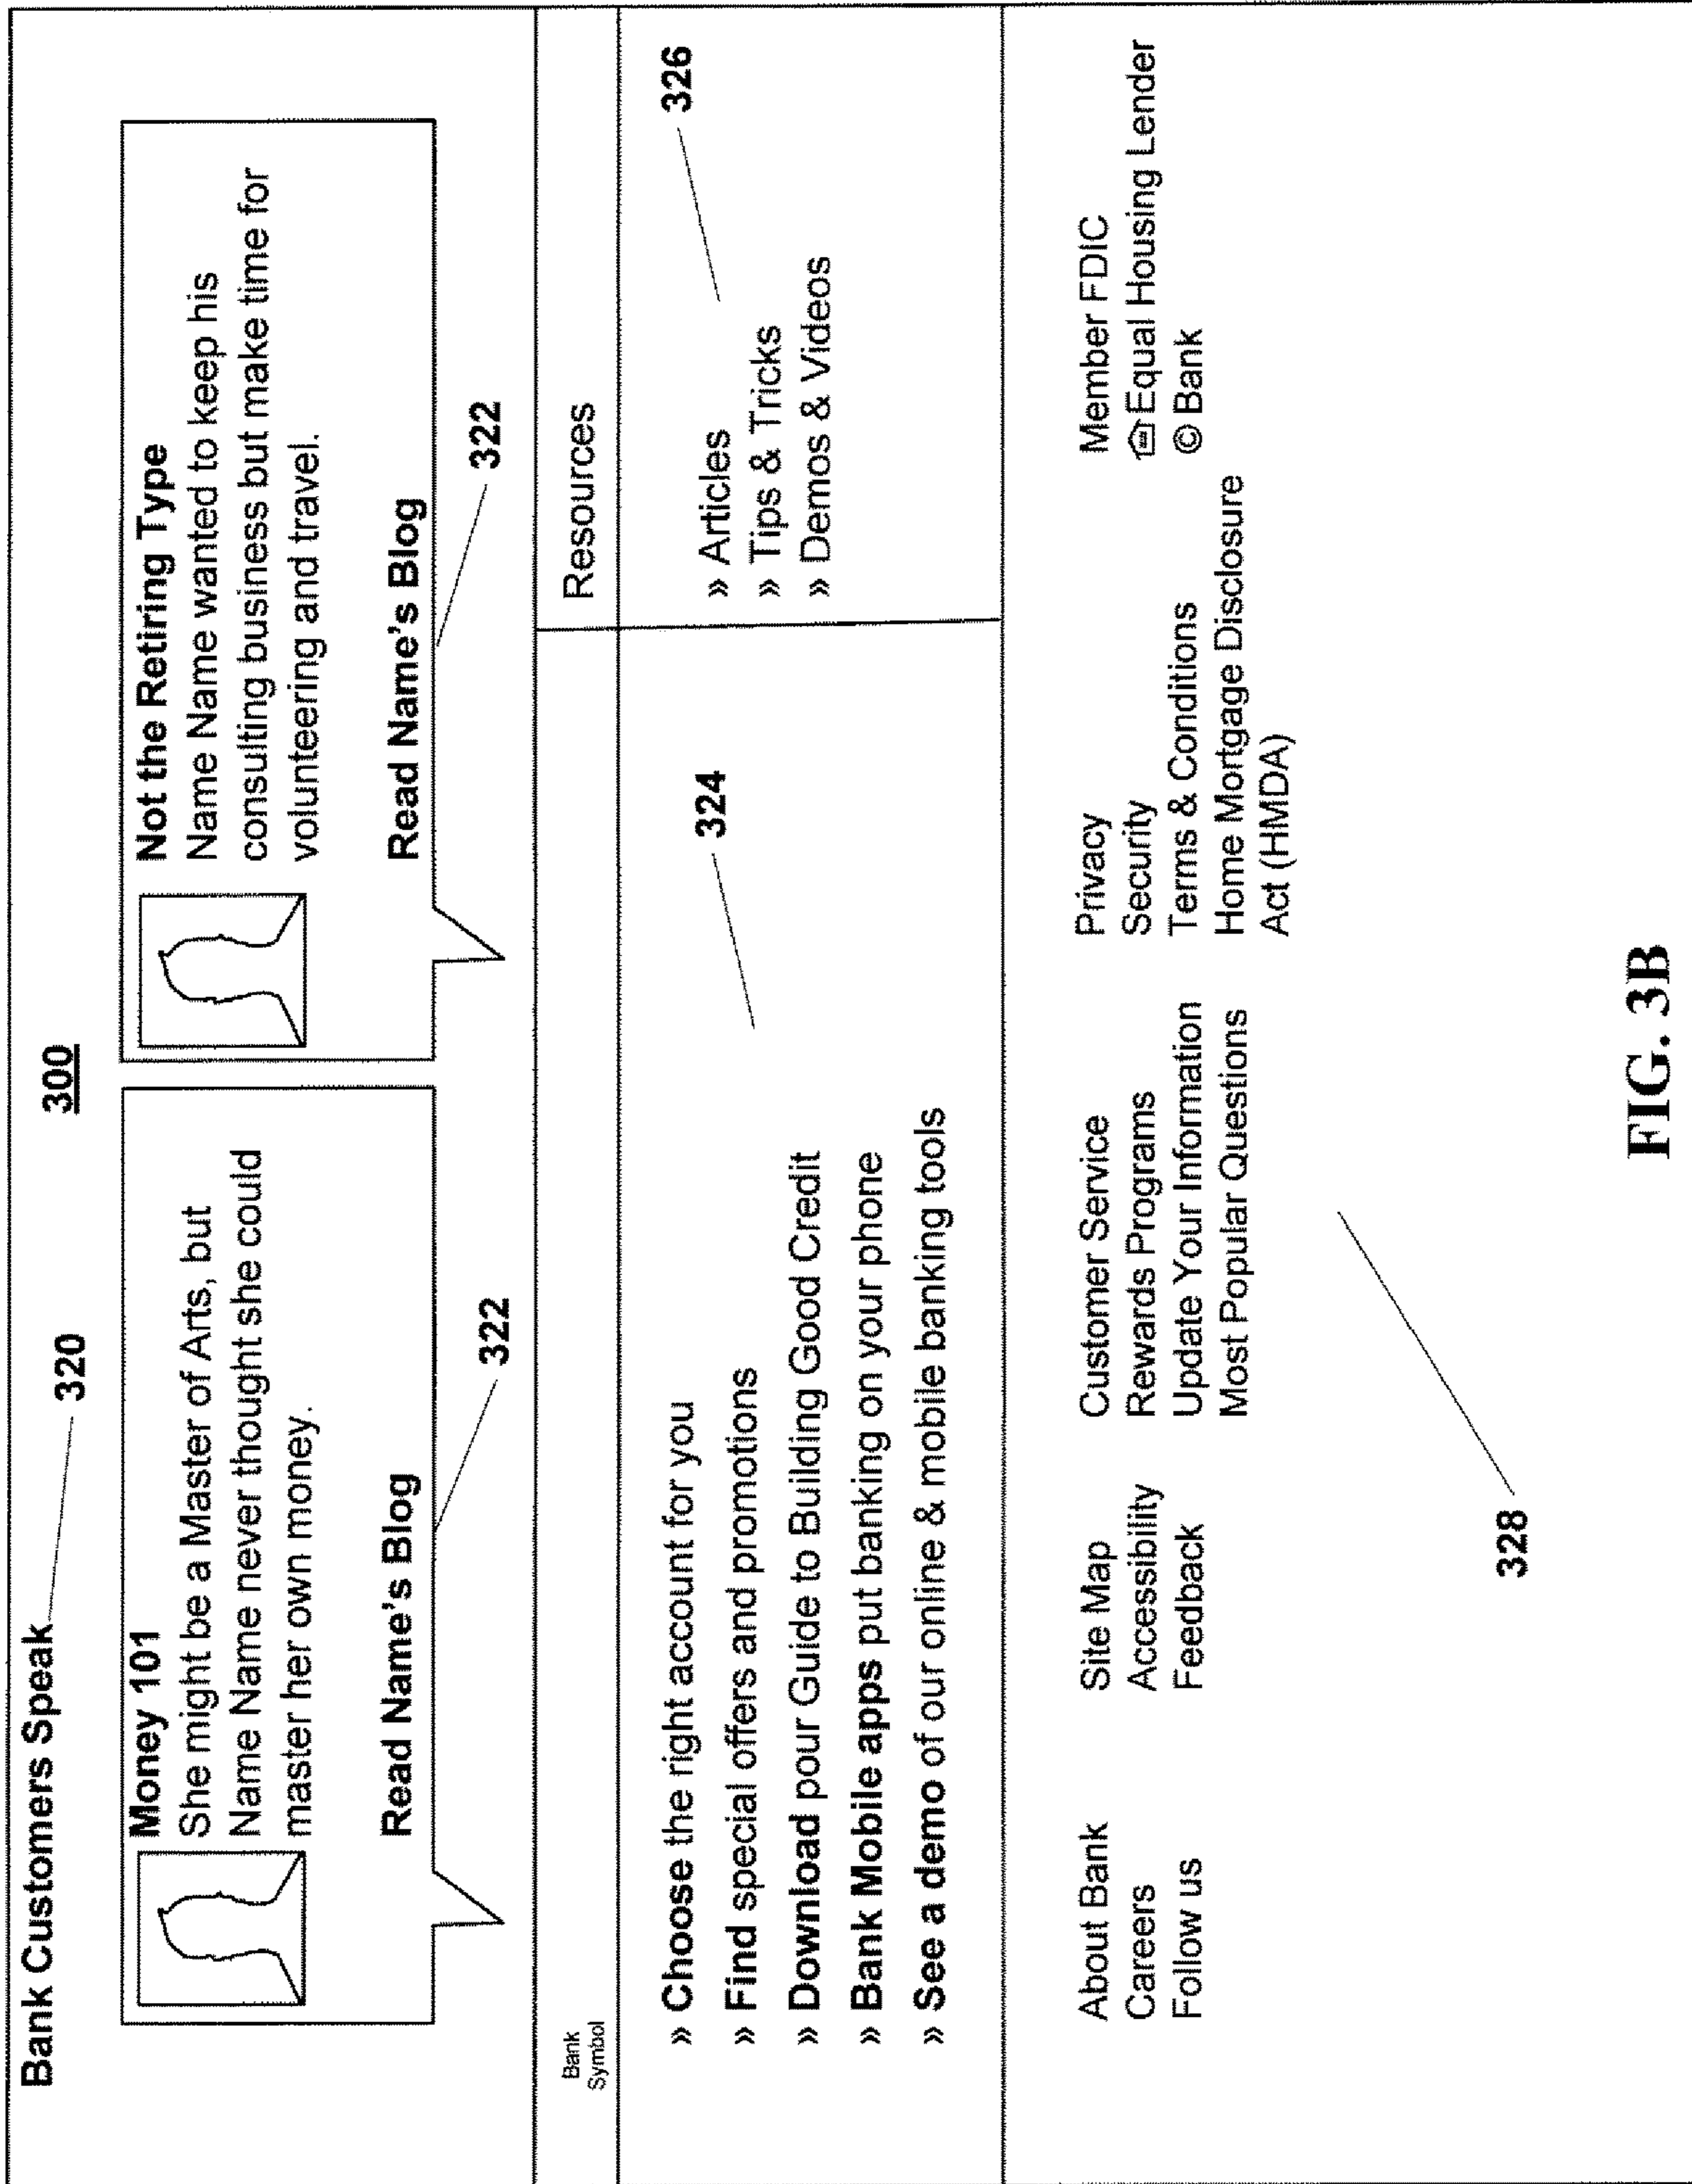 300
Bank Customers Speak
320
Money 101
She might be a Master of Arts, but
Name Name never thought she could
master her own money.
Read Name's Blog
322
Not the Retiring Type
Name Name wanted to keep his
consulting business but make time for
volunteering and travel.
Read Name's Blog
322
Bank
Symbol
Resources
» Choose the right account for you
» Find special offers and promotions
» Download pour Guide to Building Good Credit
» Bank Mobile apps put banking on your phone
» See a demo of our online & mobile banking tools
324
» Articles
» Tips & Tricks
» Demos & Videos
326
About Bank
Careers
Follow us
Site Map
Accessibility
Feedback
Customer Service
Rewards Programs
Update Your Information
Most Popular Questions
Privacy
Security
Terms & Conditions
Home Mortgage Disclosure
Act (HMDA)
Member FDIC
Equal Housing Lender
© Bank
328
FIG. 3B